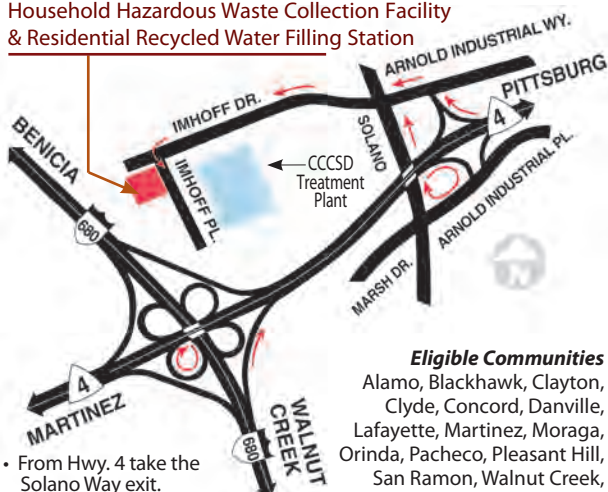 Household Hazardous Waste Collection Facility
& Residential Recycled Water Filling Station
ARNOLD INDUSTRIAL WY.
PITTSBURG
4
IMHOFF DR.
SOLANO
BENICIA
IMHOFF PL.
CCCSD
Treatment
Plant
ARNOLD INDUSTRIAL PL.
680
MARSH DR.
N
4
MARTINEZ
WALNUT
CREEK
680
Eligible Communities
Alamo, Blackhawk, Clayton,
Clyde, Concord, Danville,
Lafayette, Martinez, Moraga,
Orinda, Pacheco, Pleasant Hill,
San Ramon, Walnut Creek,
• From Hwy. 4 take the
Solano Way exit.